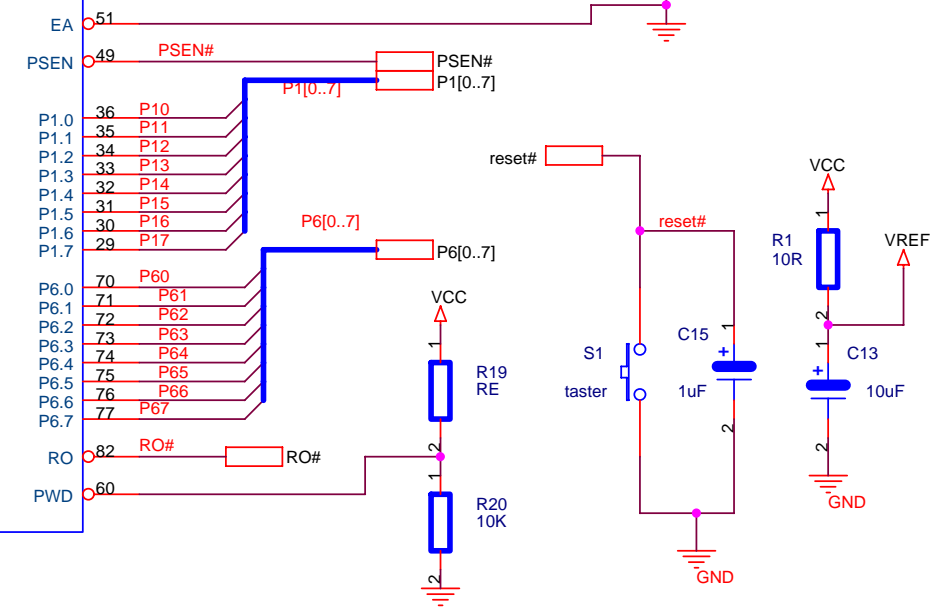 EA
51
PSEN
49
PSEN#
PSEN#
P1[0..7]
P1[0..7]
P1.0
36
P10
P1.1
35
P11
P1.2
34
P12
P1.3
33
P13
P1.4
32
P14
P1.5
31
P15
P1.6
30
P16
P1.7
29
P17
P6[0..7]
P6[0..7]
P6.0
70
P60
P6.1
71
P61
P6.2
72
P62
P6.3
73
P63
P6.4
74
P64
P6.5
75
P65
P6.6
76
P66
P6.7
77
P67
RO
82
RO#
RO#
PWD
60
VCC
1
R19
RE
2
1
R20
10K
2
reset#
reset#
S1
taster
C15
1
1uF
2
GND
VCC
1
R1
10R
2
VREF
1
C13
10uF
2
GND